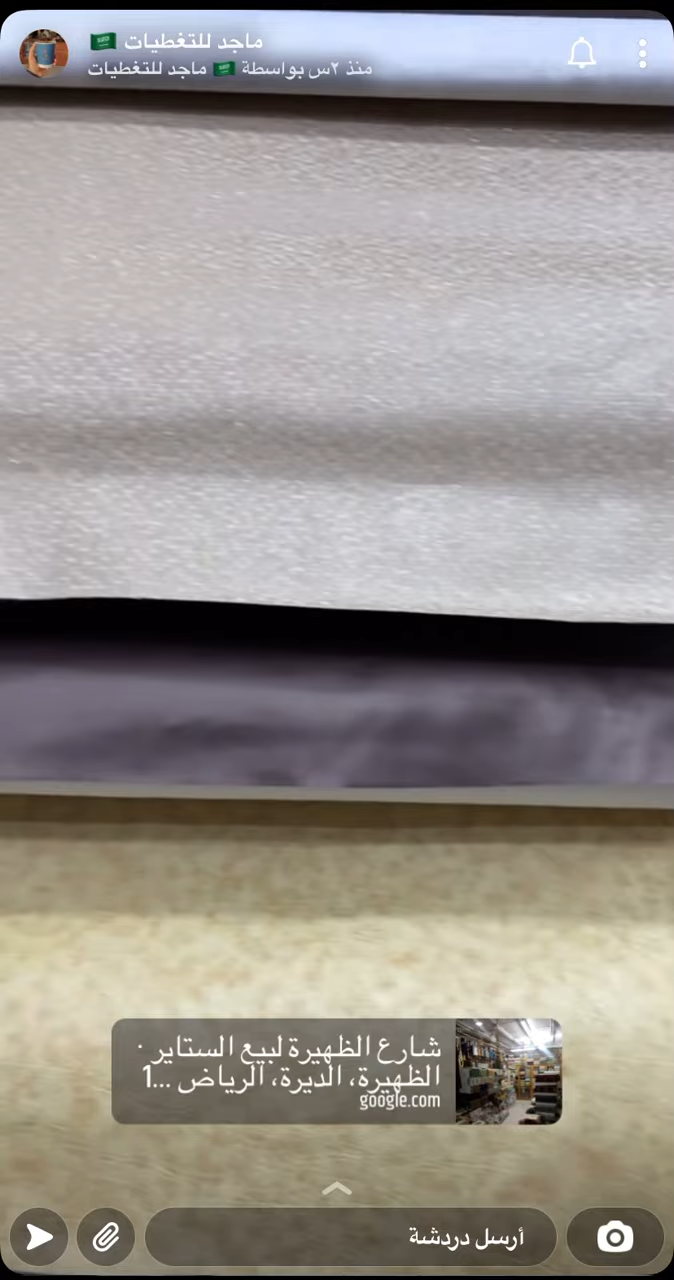 ماجد للتغطيات 🇸🇦
منذ ٢س بواسطة 🇸🇦 ماجد للتغطيات
شارع الظهيرة لبيع الستاير ·
الظهيرة، الديرة، الرياض 1...
google.com
أرسل دردشة